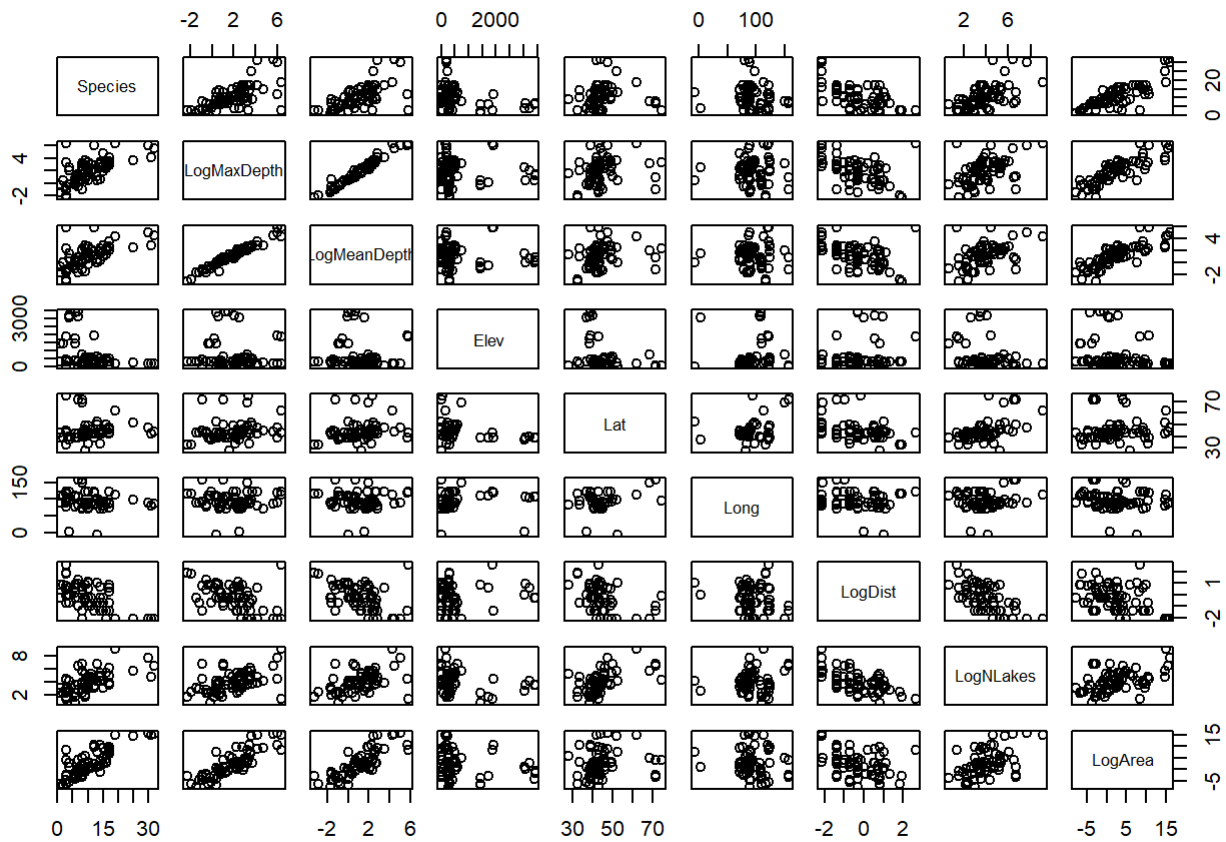 -2 2 6 0 2000 0 100 2 6
Species
0 20
-2 4
LogMaxDepth
LogMeanDepth
-2 4
0 3000
Elev
Lat
30 70
0 150
Long
LogDist
-2 1
2 8
LogNLakes
LogArea
-5 15
0 15 30 -2 2 6 30 50 70 -2 0 2 -5 5 15